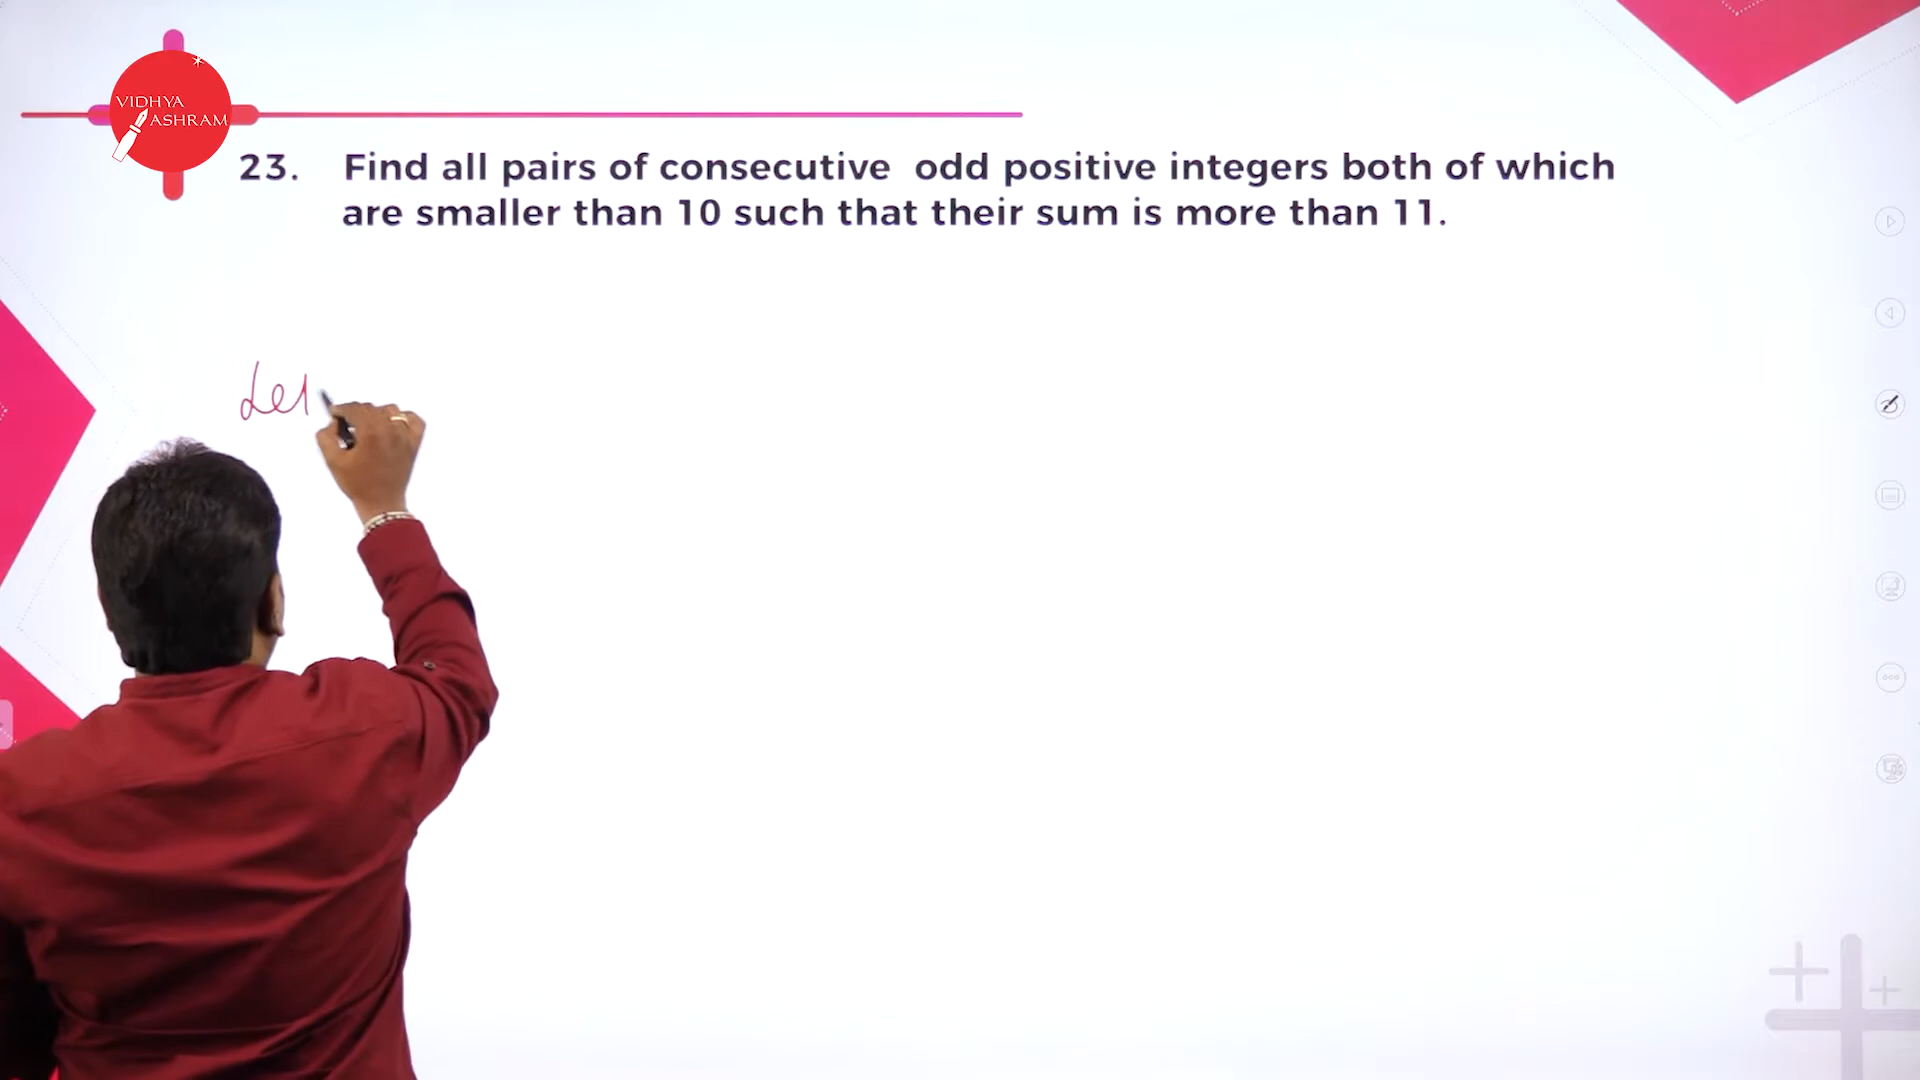 VIDHYA
ASHRAM
23. Find all pairs of consecutive odd positive integers both of which
are smaller than 10 such that their sum is more than 11.
Let